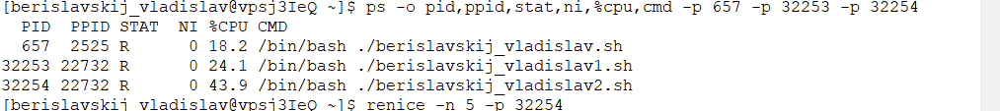 [berislavskij_vladislav@vpsj3IeQ ~]$ ps -o pid,ppid,stat,ni,%cpu,cmd -p 657 -p 32253 -p 32254
PID PPID STAT NI %CPU CMD
657 2525 R 0 18.2 /bin/bash ./berislavskij_vladislav.sh
32253 22732 R 0 24.1 /bin/bash ./berislavskij_vladislav1.sh
32254 22732 R 0 43.9 /bin/bash ./berislavskij_vladislav2.sh
[berislavskij_vladislav@vpsj3IeQ ~]$ renice -n 5 -p 32254